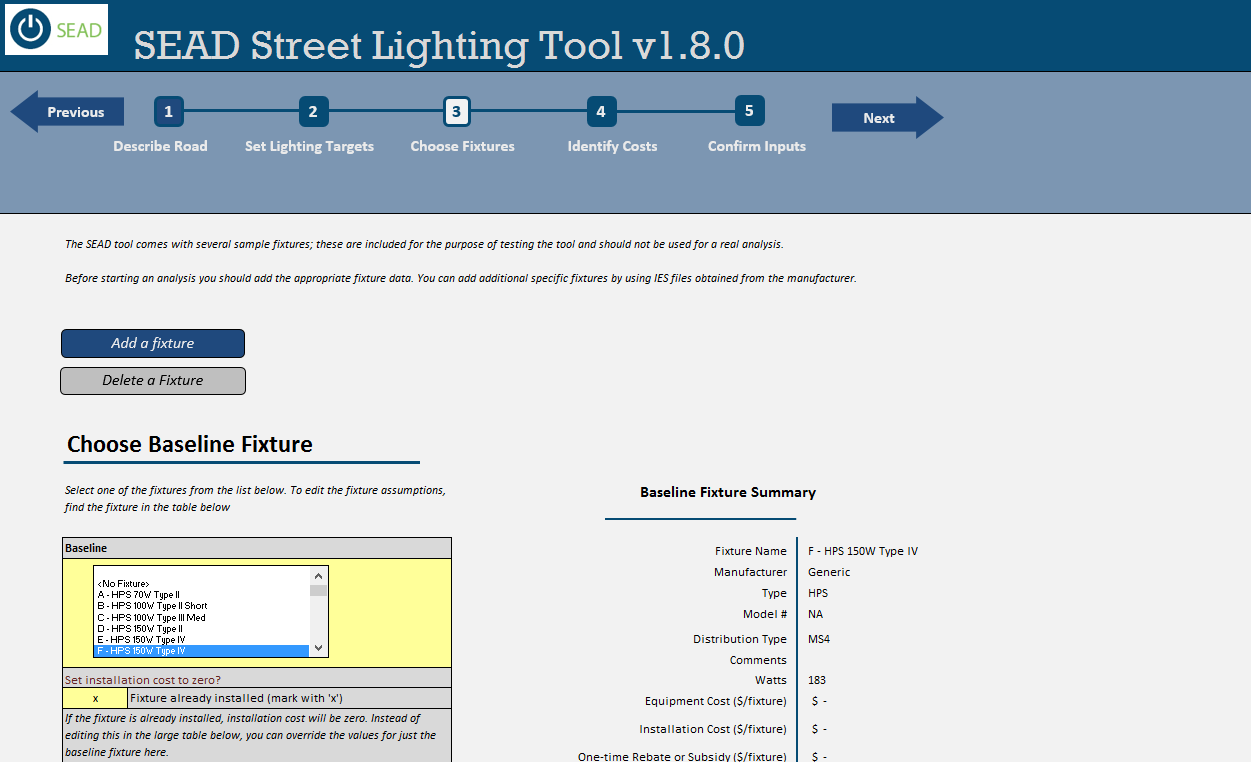 SEAD
SEAD Street Lighting Tool v1.8.0
Previous
1
2
3
4
5
Next
Describe Road
Set Lighting Targets
Choose Fixtures
Identify Costs
Confirm Inputs
The SEAD tool comes with several sample fixtures; these are included for the purpose of testing the tool and should not be used for a real analysis.
Before starting an analysis you should add the appropriate fixture data. You can add additional specific fixtures by using IES files obtained from the manufacturer.
Add a fixture
Delete a Fixture
Choose Baseline Fixture
Select one of the fixtures from the list below. To edit the fixture assumptions,
find the fixture in the table below
Baseline
<No Fixture>
A - HPS 70W Type II
B - HPS 100W Type II Short
C - HPS 100W Type III Med
D - HPS 150W Type II
E - HPS 150W Type IV
F - HPS 150W Type IV
Set installation cost to zero?
x Fixture already installed (mark with 'x')
If the fixture is already installed, installation cost will be zero. Instead of
editing this in the large table below, you can override the values for just the
baseline fixture here.
Baseline Fixture Summary
Fixture Name F - HPS 150W Type IV
Manufacturer Generic
Type HPS
Model # NA
Distribution Type MS4
Comments
Watts 183
Equipment Cost ($/fixture) $ -
Installation Cost ($/fixture) $ -
One-time Rebate or Subsidy ($/fixture) $ -